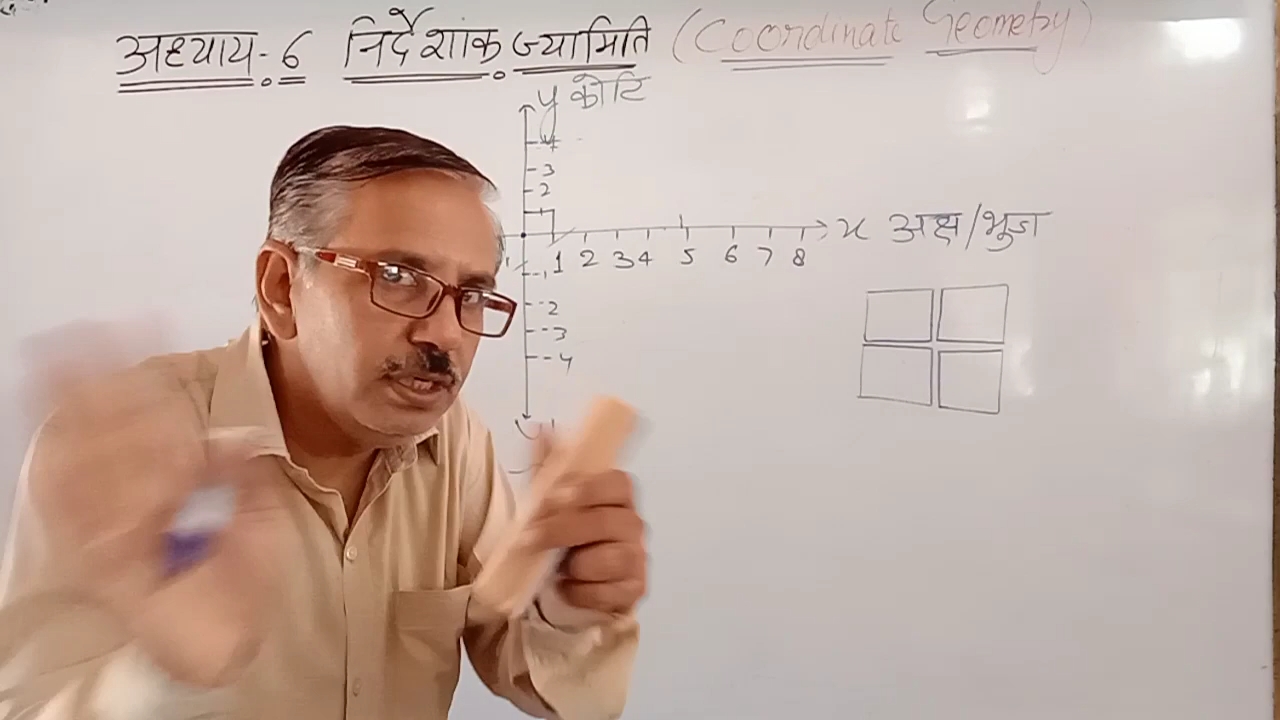 अध्याय-6 निर्देशांक ज्यामिति (Coordinate Geometry)
y कोटि
4
3
2
1
x अक्ष/भुज
1 2 3 4 5 6 7 8
-1
-2
-3
-4
y'